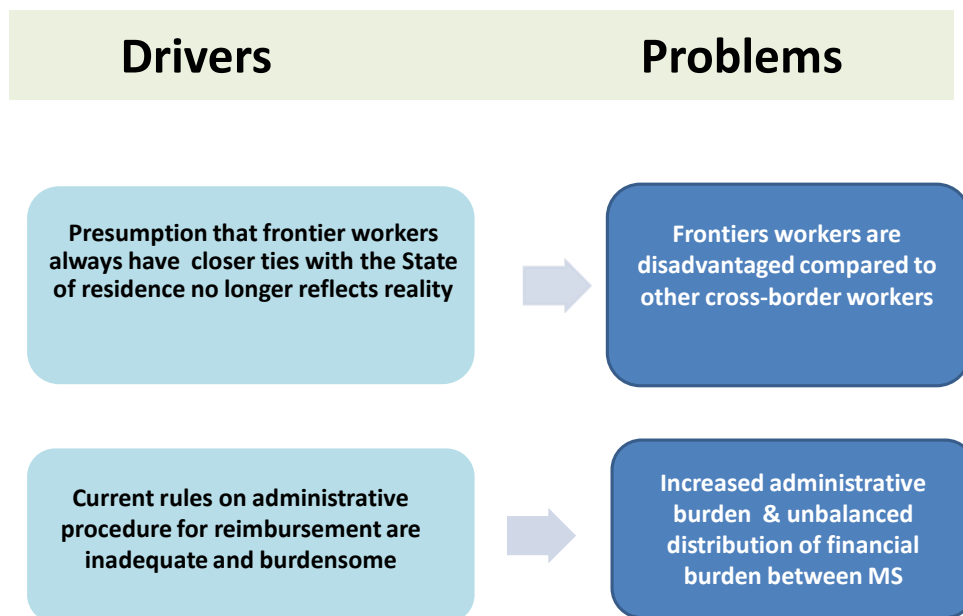 Drivers
Problems
Presumption that frontier workers
always have closer ties with the State
of residence no longer reflects reality
Frontiers workers are
disadvantaged compared to
other cross-border workers
Current rules on administrative
procedure for reimbursement are
inadequate and burdensome
Increased administrative
burden & unbalanced
distribution of financial
burden between MS